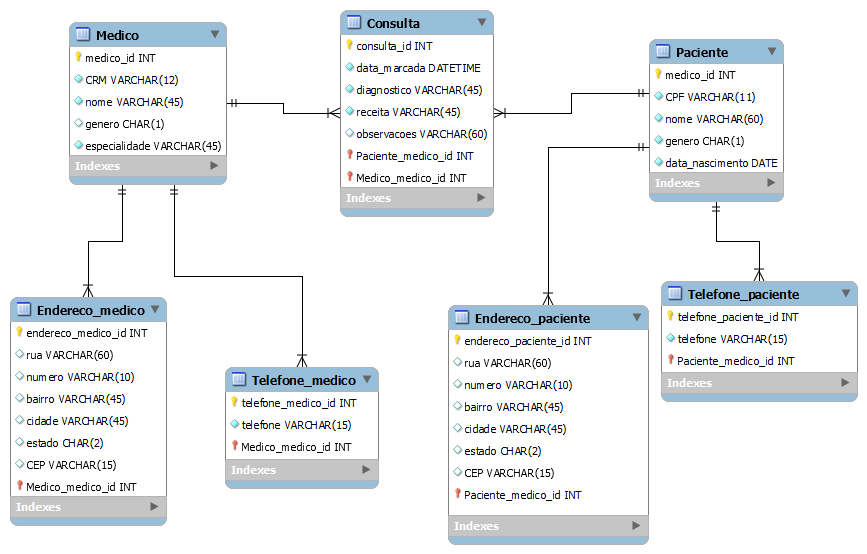 Medico
medico_id INT
CRM VARCHAR(12)
nome VARCHAR(45)
genero CHAR(1)
especialidade VARCHAR(45)
Indexes
Consulta
consulta_id INT
data_marcada DATETIME
diagnostico VARCHAR(45)
receita VARCHAR(45)
observacoes VARCHAR(60)
Paciente_medico_id INT
Medico_medico_id INT
Indexes
Paciente
medico_id INT
CPF VARCHAR(11)
nome VARCHAR(60)
genero CHAR(1)
data_nascimento DATE
Indexes
Endereco_medico
endereco_medico_id INT
rua VARCHAR(60)
numero VARCHAR(10)
bairro VARCHAR(45)
cidade VARCHAR(45)
estado CHAR(2)
CEP VARCHAR(15)
Medico_medico_id INT
Indexes
Telefone_medico
telefone_medico_id INT
telefone VARCHAR(15)
Medico_medico_id INT
Indexes
Endereco_paciente
endereco_paciente_id INT
rua VARCHAR(60)
numero VARCHAR(10)
bairro VARCHAR(45)
cidade VARCHAR(45)
estado CHAR(2)
CEP VARCHAR(15)
Paciente_medico_id INT
Indexes
Telefone_paciente
telefone_paciente_id INT
telefone VARCHAR(15)
Paciente_medico_id INT
Indexes